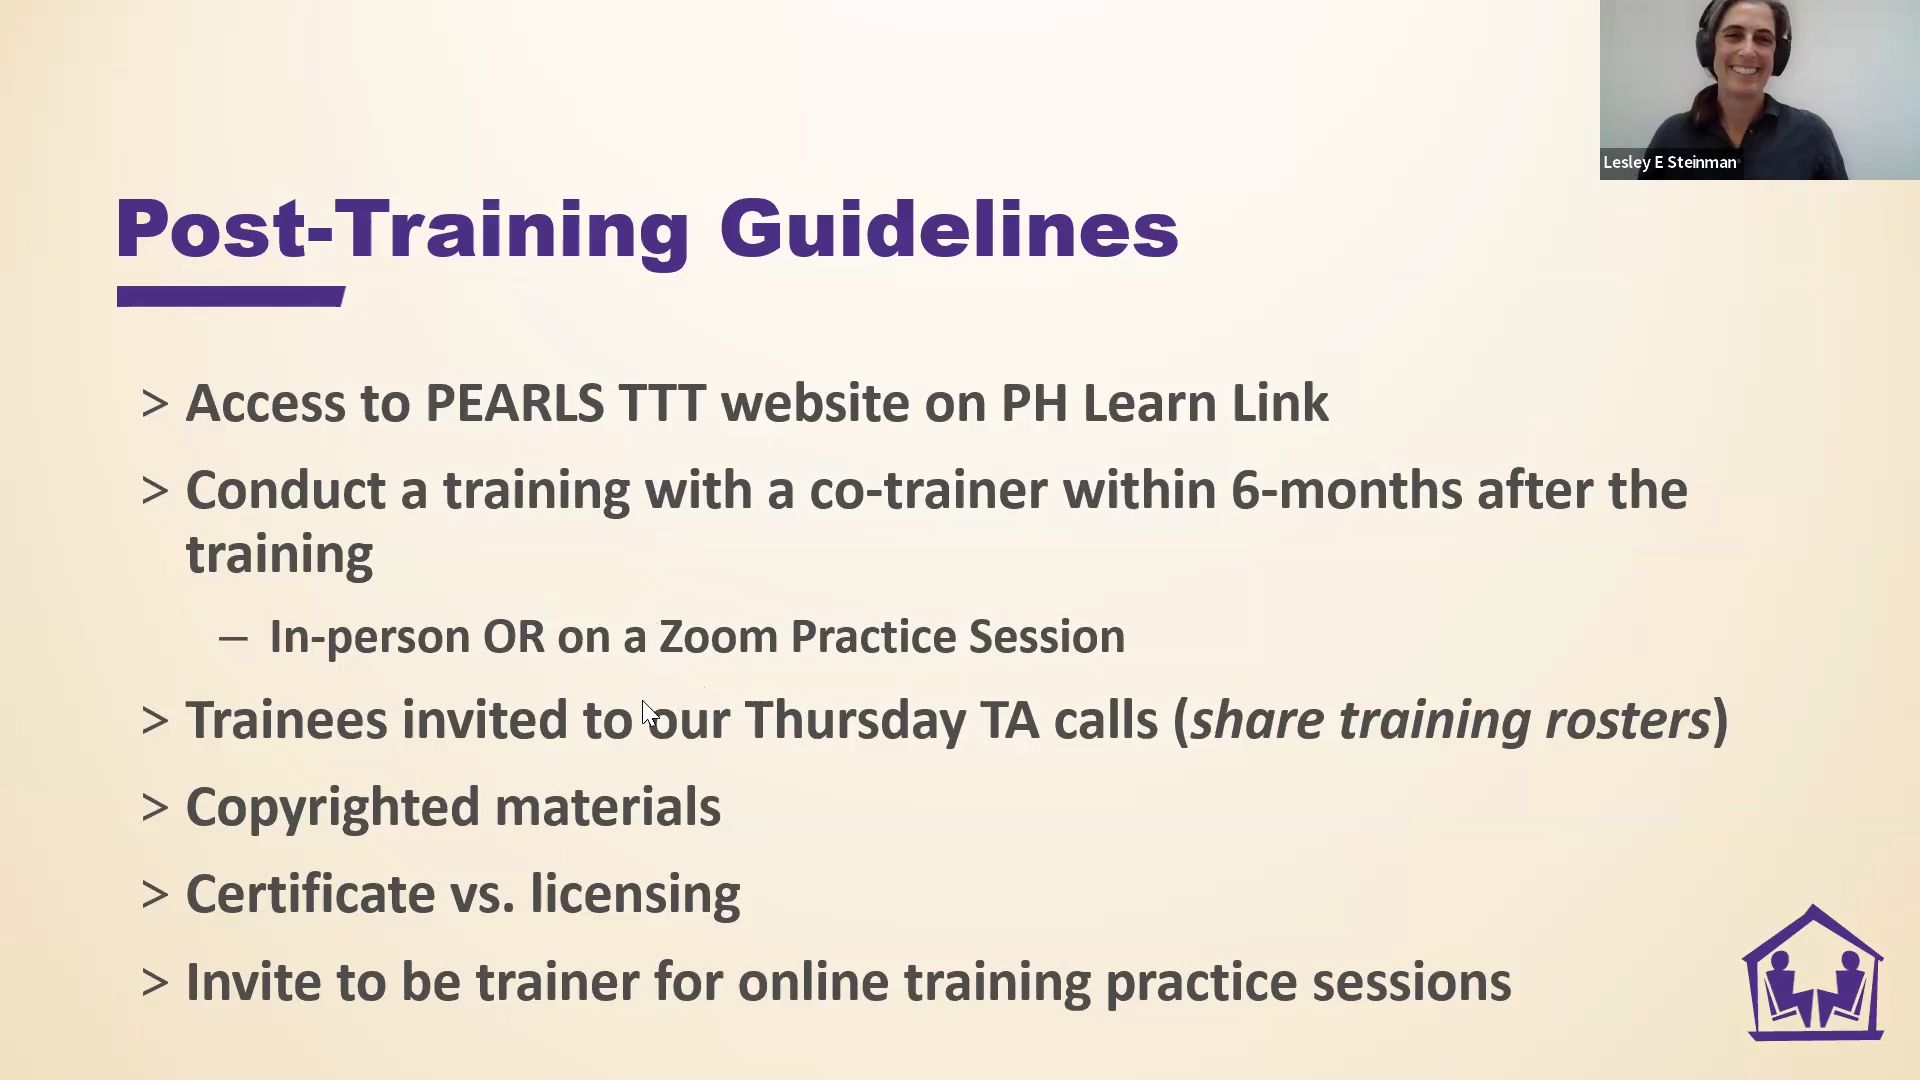 Lesley E Steinman
Post-Training Guidelines
> Access to PEARLS TTT website on PH Learn Link
> Conduct a training with a co-trainer within 6-months after the
training
– In-person OR on a Zoom Practice Session
> Trainees invited to our Thursday TA calls (share training rosters)
> Copyrighted materials
> Certificate vs. licensing
> Invite to be trainer for online training practice sessions